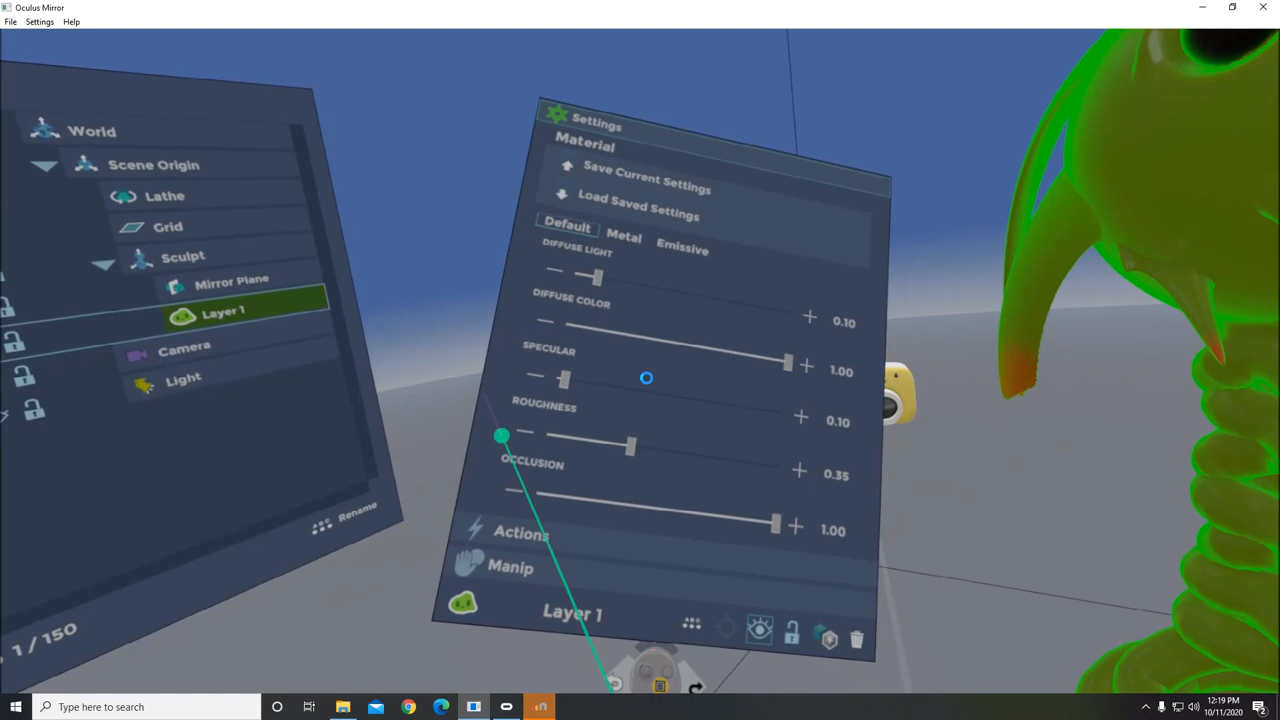 Oculus Mirror
File Settings Help
World
Scene Origin
Lathe
Grid
Sculpt
Mirror Plane
Layer 1
Camera
Light
ABC Rename
1 / 150
Settings
Material
Save Current Settings
Load Saved Settings
Default Metal Emissive
DIFFUSE LIGHT
0.10
DIFFUSE COLOR
1.00
SPECULAR
0.10
ROUGHNESS
0.35
OCCLUSION
1.00
Actions
Manip
Layer 1
Type here to search
12:19 PM
10/11/2020
2